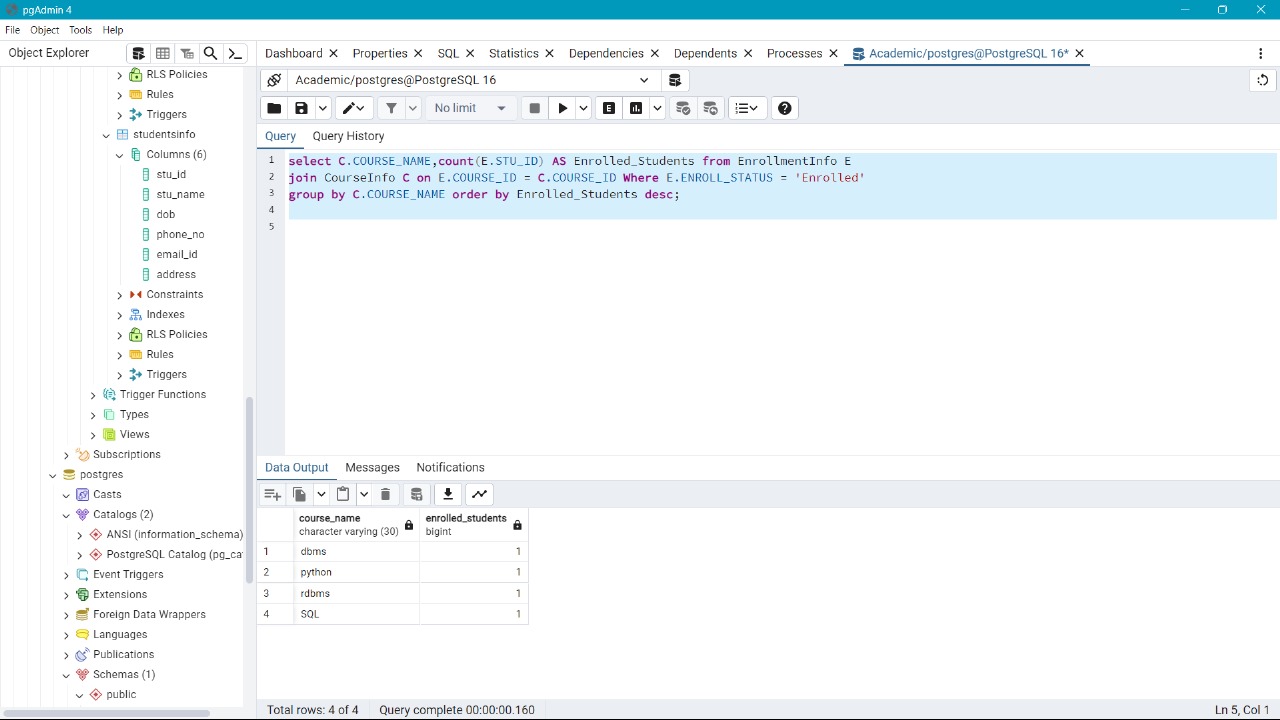 pgAdmin 4
File Object Tools Help
Object Explorer
Dashboard Properties SQL Statistics Dependencies Dependents Processes Academic/postgres@PostgreSQL 16*
RLS Policies
Rules
Triggers
studentsinfo
Columns (6)
stu_id
stu_name
dob
phone_no
email_id
address
Constraints
Indexes
RLS Policies
Rules
Triggers
Trigger Functions
Types
Views
Subscriptions
postgres
Casts
Catalogs (2)
ANSI (information_schema)
PostgreSQL Catalog (pg_ca
Event Triggers
Extensions
Foreign Data Wrappers
Languages
Publications
Schemas (1)
public
Academic/postgres@PostgreSQL 16
No limit
E
Query Query History
1 select C.COURSE_NAME,count(E.STU_ID) AS Enrolled_Students from EnrollmentInfo E
2 join CourseInfo C on E.COURSE_ID = C.COURSE_ID Where E.ENROLL_STATUS = 'Enrolled'
3 group by C.COURSE_NAME order by Enrolled_Students desc;
4
5
Data Output Messages Notifications
course_name enrolled_students
character varying (30) bigint
1 dbms 1
2 python 1
3 rdbms 1
4 SQL 1
Total rows: 4 of 4 Query complete 00:00:00.160 Ln 5, Col 1